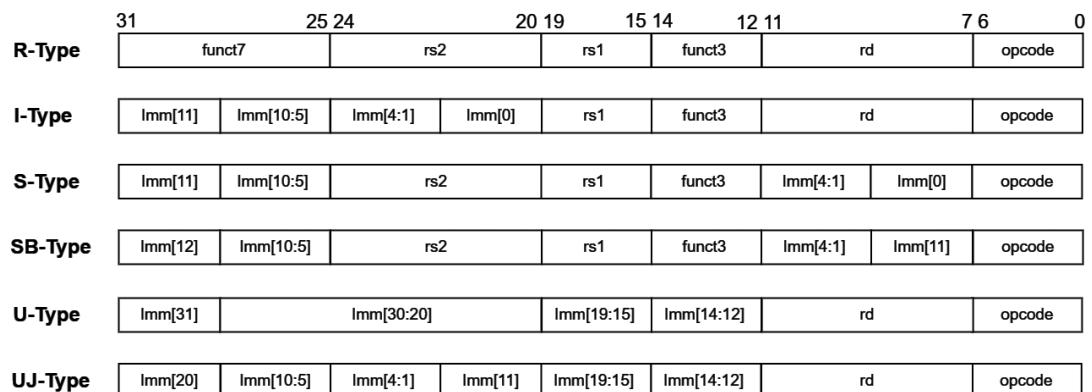 31 25 24 20 19 15 14 12 11 7 6 0
R-Type funct7 rs2 rs1 funct3 rd opcode
I-Type Imm[11] Imm[10:5] Imm[4:1] Imm[0] rs1 funct3 rd opcode
S-Type Imm[11] Imm[10:5] rs2 rs1 funct3 Imm[4:1] Imm[0] opcode
SB-Type Imm[12] Imm[10:5] rs2 rs1 funct3 Imm[4:1] Imm[11] opcode
U-Type Imm[31] Imm[30:20] Imm[19:15] Imm[14:12] rd opcode
UJ-Type Imm[20] Imm[10:5] Imm[4:1] Imm[11] Imm[19:15] Imm[14:12] rd opcode